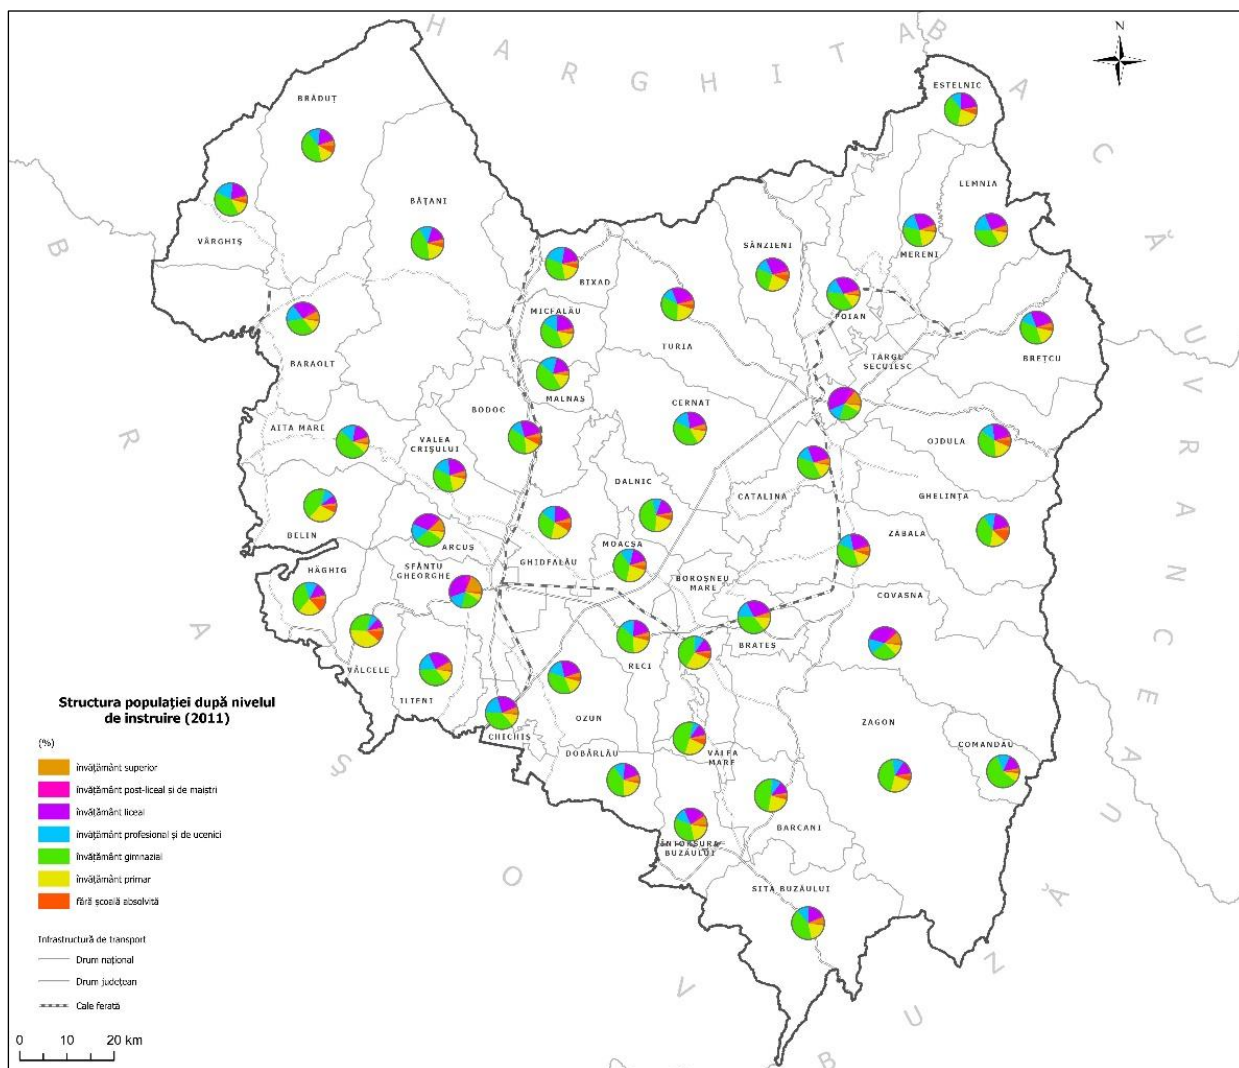 HARGHITA
BACĂU
VRANCEA
BUZĂU
BRAȘOV
N
ESTELNIC
BRĂDUȚ
LEMNIA
BĂȚANI
VÂRGHIȘ
SÂNZIENI
MERENI
BIXAD
MICFALĂU
POIAN
TURIA
BREȚCU
TÂRGU
SECUIESC
BARAOLT
MALNAȘ
CERNAT
BODOC
AITA MARE
VALEA
CRIȘULUI
OJDULA
DALNIC
CATALINA
GHELINȚA
BELIN
ARCUȘ
MOACȘA
ZĂBALA
GHIDFALĂU
HĂGHIG
SFÂNTU
GHEORGHE
BOROȘNEU
MARE
COVASNA
BRATEȘ
RECI
VÂLCELE
ILIENI
OZUN
CHICHIȘ
ZAGON
COMANDĂU
DOBÂRLĂU
VALEA
MARE
BARCANI
ÎNTORSURA
BUZĂULUI
SITA BUZĂULUI
Structura populației după nivelul
de instruire (2011)
(%)
învățământ superior
învățământ post-liceal și de maiștri
învățământ liceal
învățământ profesional și de ucenici
învățământ gimnazial
învățământ primar
fără școală absolvită
Infrastructură de transport
Drum național
Drum județean
Cale ferată
0 10 20 km